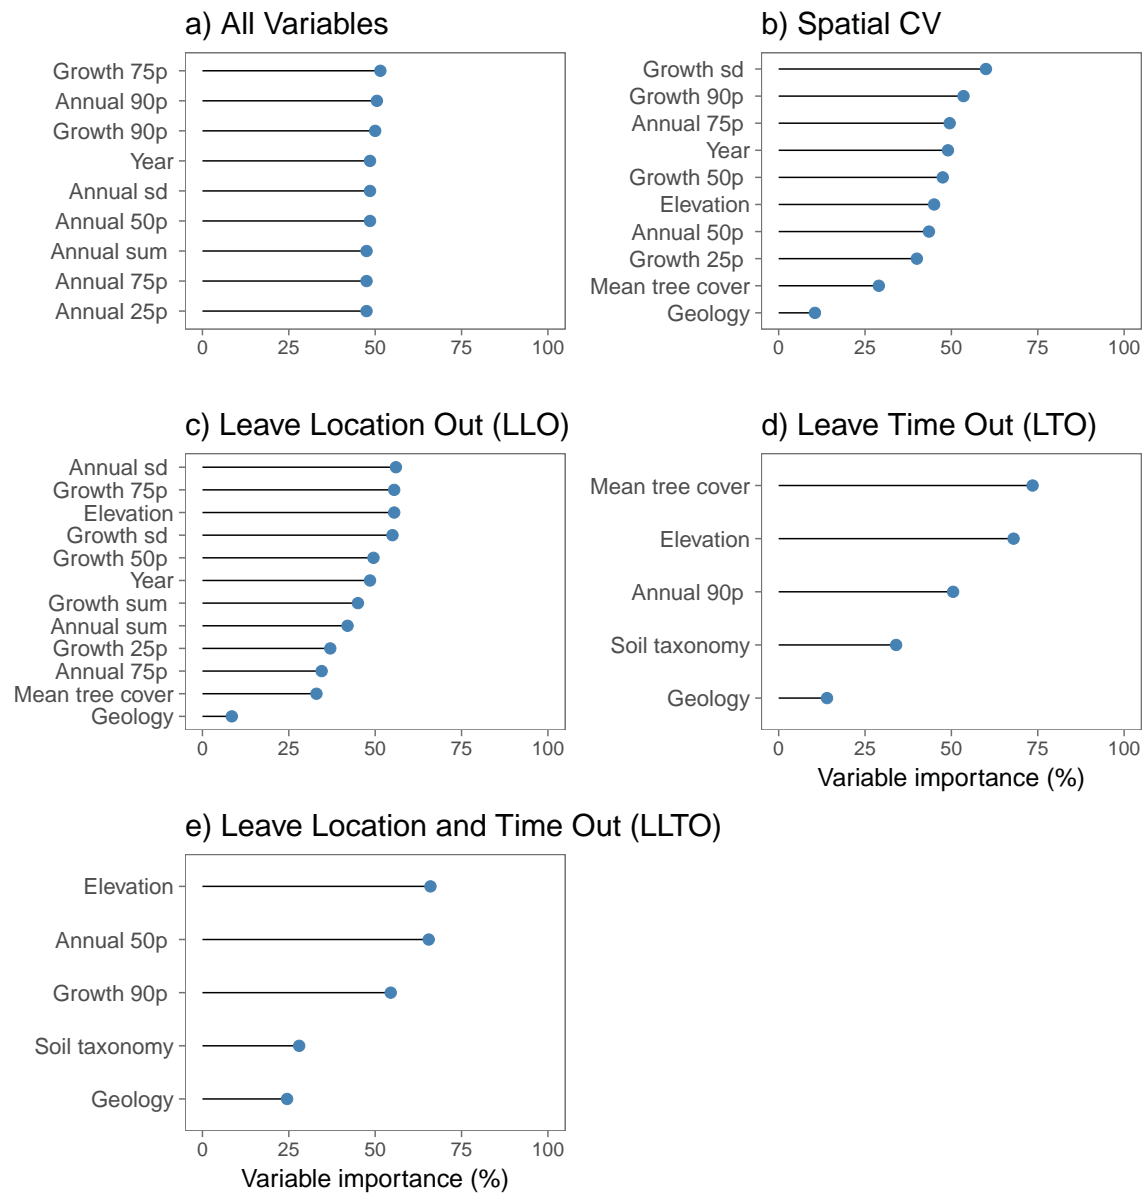 a) All Variables
Growth 75p
Annual 90p
Growth 90p
Year
Annual sd
Annual 50p
Annual sum
Annual 75p
Annual 25p
0 25 50 75 100
b) Spatial CV
Growth sd
Growth 90p
Annual 75p
Year
Growth 50p
Elevation
Annual 50p
Growth 25p
Mean tree cover
Geology
0 25 50 75 100
c) Leave Location Out (LLO)
Annual sd
Growth 75p
Elevation
Growth sd
Growth 50p
Year
Growth sum
Annual sum
Growth 25p
Annual 75p
Mean tree cover
Geology
0 25 50 75 100
d) Leave Time Out (LTO)
Mean tree cover
Elevation
Annual 90p
Soil taxonomy
Geology
0 25 50 75 100
Variable importance (%)
e) Leave Location and Time Out (LLTO)
Elevation
Annual 50p
Growth 90p
Soil taxonomy
Geology
0 25 50 75 100
Variable importance (%)